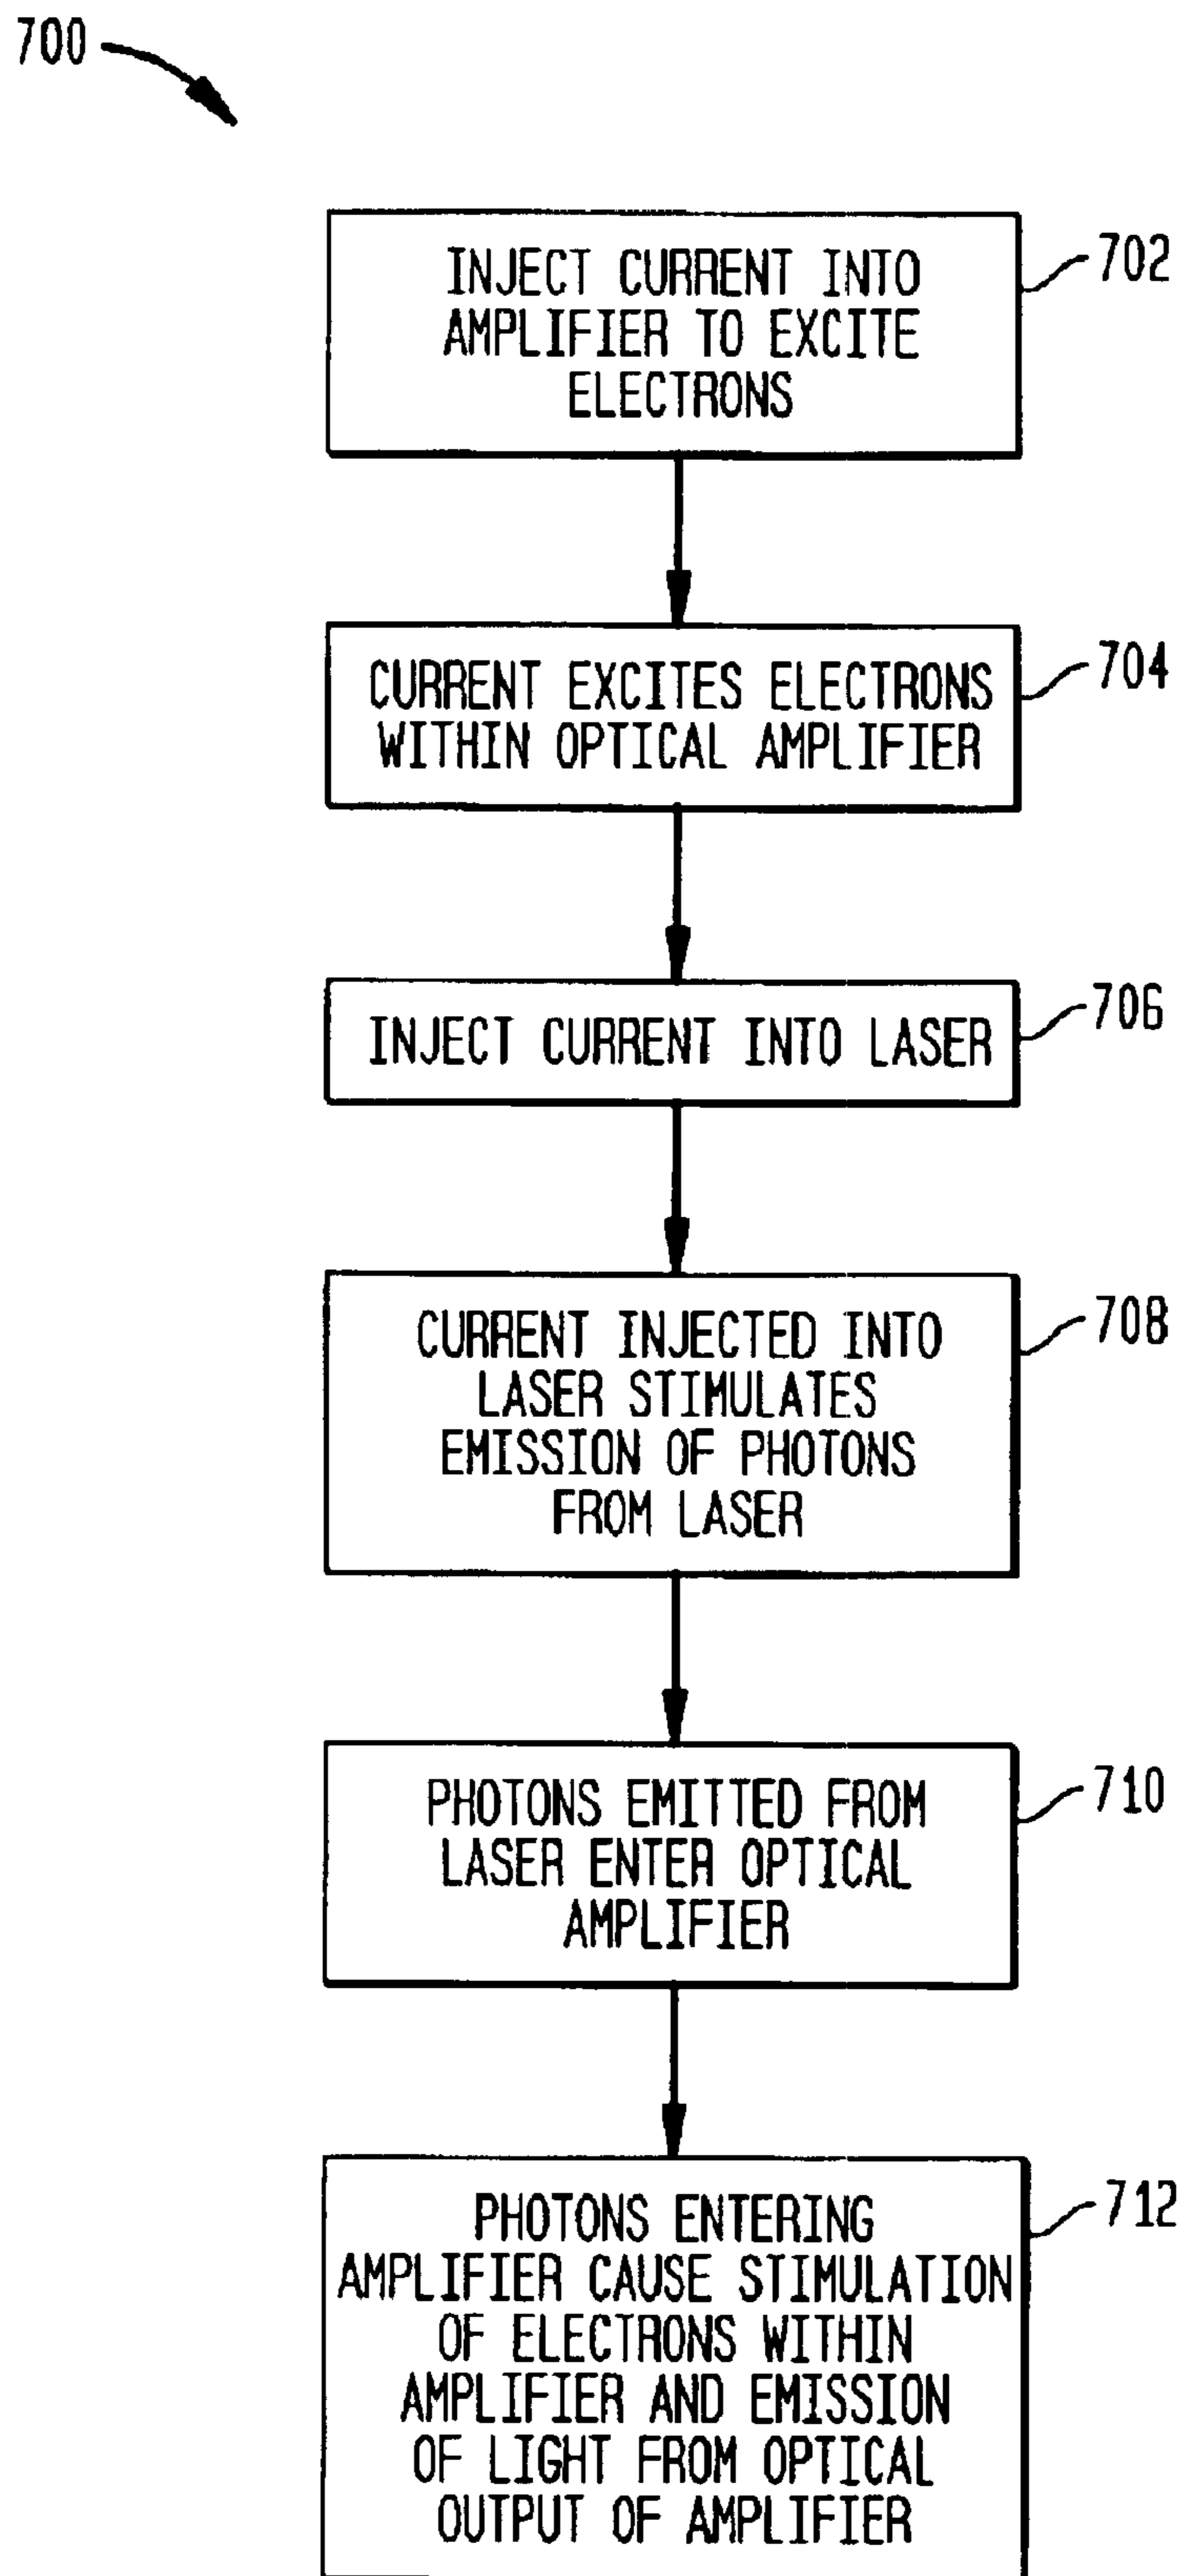 700
INJECT CURRENT INTO
AMPLIFIER TO EXCITE
ELECTRONS
702
CURRENT EXCITES ELECTRONS
WITHIN OPTICAL AMPLIFIER
704
INJECT CURRENT INTO LASER
706
CURRENT INJECTED INTO
LASER STIMULATES
EMISSION OF PHOTONS
FROM LASER
708
PHOTONS EMITTED FROM
LASER ENTER OPTICAL
AMPLIFIER
710
PHOTONS ENTERING
AMPLIFIER CAUSE STIMULATION
OF ELECTRONS WITHIN
AMPLIFIER AND EMISSION
OF LIGHT FROM OPTICAL
OUTPUT OF AMPLIFIER
712